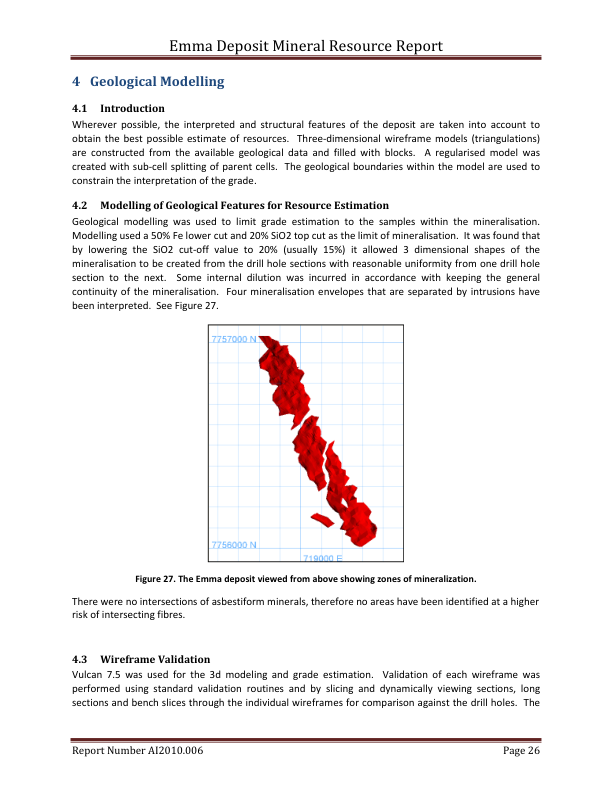 Emma Deposit Mineral Resource Report
4 Geological Modelling
4.1 Introduction
Wherever possible, the interpreted and structural features of the deposit are taken into account to
obtain the best possible estimate of resources. Three-dimensional wireframe models (triangulations)
are constructed from the available geological data and filled with blocks. A regularised model was
created with sub-cell splitting of parent cells. The geological boundaries within the model are used to
constrain the interpretation of the grade.
4.2 Modelling of Geological Features for Resource Estimation
Geological modelling was used to limit grade estimation to the samples within the mineralisation.
Modelling used a 50% Fe lower cut and 20% SiO2 top cut as the limit of mineralisation. It was found that
by lowering the SiO2 cut-off value to 20% (usually 15%) it allowed 3 dimensional shapes of the
mineralisation to be created from the drill hole sections with reasonable uniformity from one drill hole
section to the next. Some internal dilution was incurred in accordance with keeping the general
continuity of the mineralisation. Four mineralisation envelopes that are separated by intrusions have
been interpreted. See Figure 27.
7757000 N
7756000 N
719000 E
Figure 27. The Emma deposit viewed from above showing zones of mineralization.
There were no intersections of asbestiform minerals, therefore no areas have been identified at a higher
risk of intersecting fibres.
4.3 Wireframe Validation
Vulcan 7.5 was used for the 3d modeling and grade estimation. Validation of each wireframe was
performed using standard validation routines and by slicing and dynamically viewing sections, long
sections and bench slices through the individual wireframes for comparison against the drill holes. The
Report Number AI2010.006 Page 26